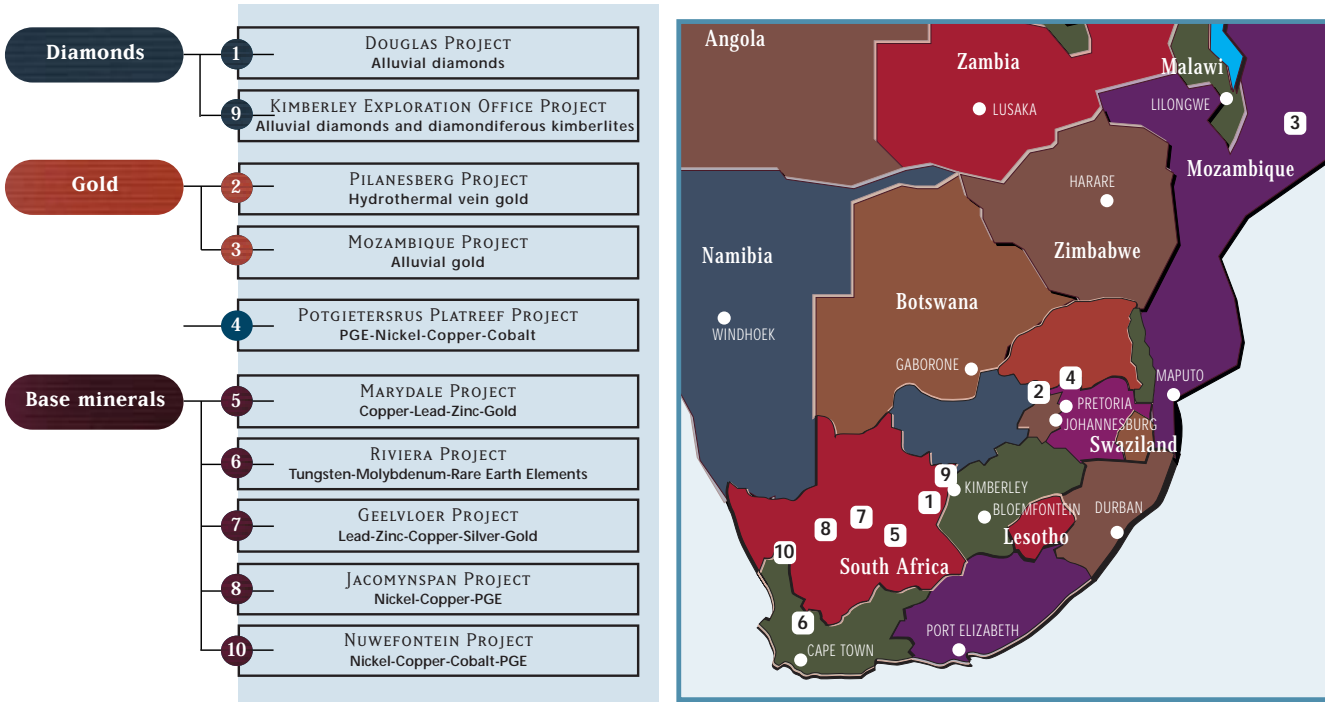 Diamonds
1
DOUGLAS PROJECT
Alluvial diamonds
9
KIMBERLEY EXPLORATION OFFICE PROJECT
Alluvial diamonds and diamondiferous kimberlites
Gold
2
PILANESBERG PROJECT
Hydrothermal vein gold
3
MOZAMBIQUE PROJECT
Alluvial gold
4
POTGIETERSRUS PLATREEF PROJECT
PGE-Nickel-Copper-Cobalt
Base minerals
5
MARYDALE PROJECT
Copper-Lead-Zinc-Gold
6
RIVIERA PROJECT
Tungsten-Molybdenum-Rare Earth Elements
7
GEELVLOER PROJECT
Lead-Zinc-Copper-Silver-Gold
8
JACOMYNSPAN PROJECT
Nickel-Copper-PGE
10
NUWEFONTEIN PROJECT
Nickel-Copper-Cobalt-PGE
Angola
Zambia
Malawi
LUSAKA
LILONGWE
3
Mozambique
HARARE
Namibia
Zimbabwe
Botswana
WINDHOEK
GABORONE
MAPUTO
2
4
PRETORIA
JOHANNESBURG
Swaziland
9
KIMBERLEY
1
BLOEMFONTEIN
DURBAN
7
8
5
Lesotho
10
South Africa
6
PORT ELIZABETH
CAPE TOWN